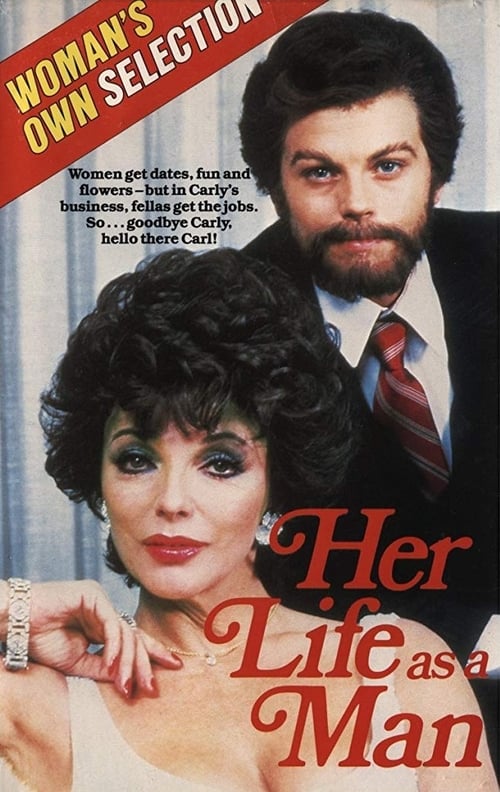 WOMAN'S
OWN SELECTION
Women get dates, fun and
flowers–but in Carly's
business, fellas get the jobs.
So...goodbye Carly,
hello there Carl!
Her
Life as a
Man